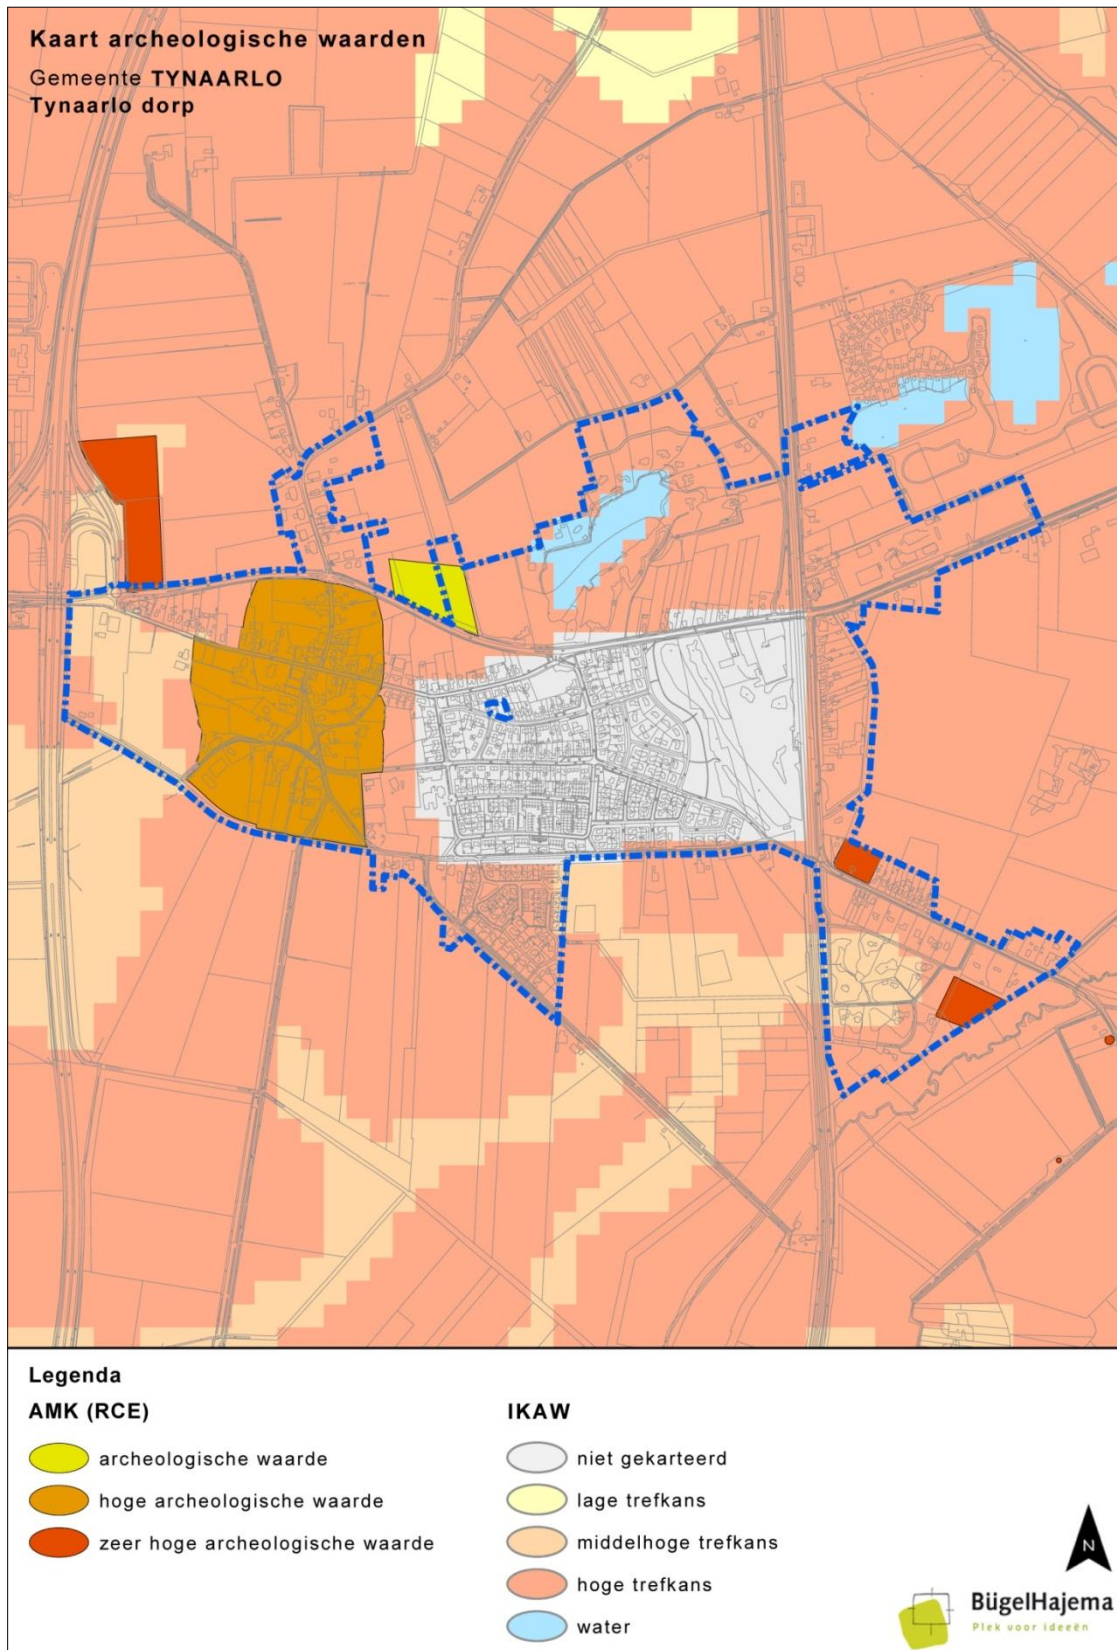 Kaart archeologische waarden
Gemeente TYNAARLO
Tynaarlo dorp
Legenda
AMK (RCE)
archeologische waarde
hoge archeologische waarde
zeer hoge archeologische waarde
IKAW
niet gekarteerd
lage trefkans
middelhoge trefkans
hoge trefkans
water
N
BügelHajema
Plek voor ideeën